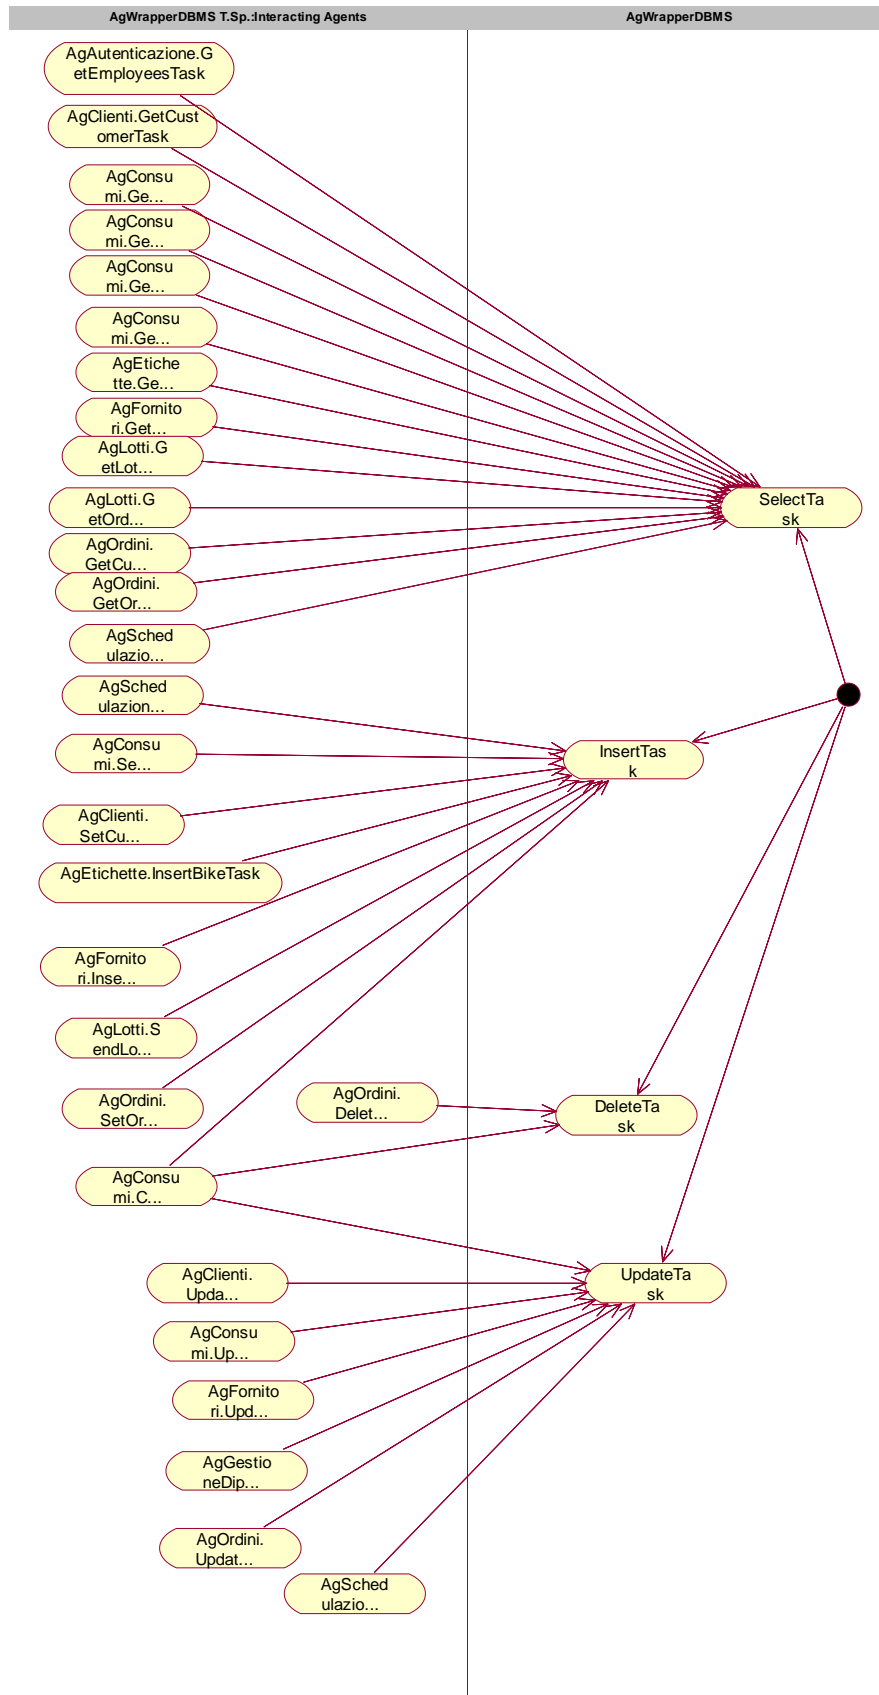 AgWrapperDBMS T.Sp.:Interacting Agents
AgWrapperDBMS
AgAutenticazione.G
etEmployeesTask
AgClienti.GetCust
omerTask
AgConsu
mi.Ge...
AgConsu
mi.Ge...
AgConsu
mi.Ge...
AgConsu
mi.Ge...
AgEtiche
tte.Ge...
AgFornito
ri.Get...
AgLotti.G
etLot...
AgLotti.G
etOrd...
SelectTa
sk
AgOrdini.
GetCu...
AgOrdini.
GetOr...
AgSched
ulazio...
AgSched
ulazion...
AgConsu
mi.Se...
InsertTas
k
AgClienti.
SetCu...
AgEtichette.InsertBikeTask
AgFornito
ri.Inse...
AgLotti.S
endLo...
AgOrdini.
SetOr...
AgOrdini.
Delet...
DeleteTa
sk
AgConsu
mi.C...
AgClienti.
Upda...
UpdateTa
sk
AgConsu
mi.Up...
AgFornito
ri.Upd...
AgGestio
neDip...
AgOrdini.
Updat...
AgSched
ulazio...